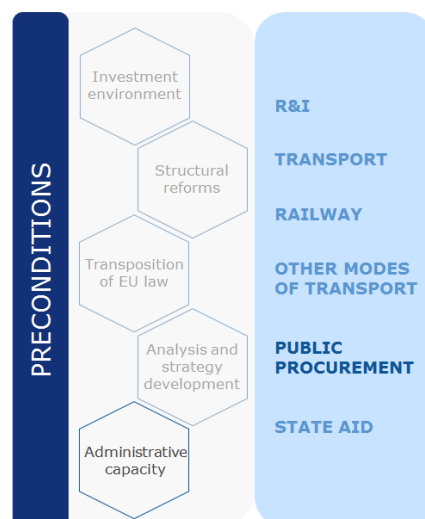 PRECONDITIONS
Investment
environment
Structural
reforms
Transposition
of EU law
Analysis and
strategy
development
Administrative
capacity
R&I
TRANSPORT
RAILWAY
OTHER MODES
OF TRANSPORT
PUBLIC
PROCUREMENT
STATE AID